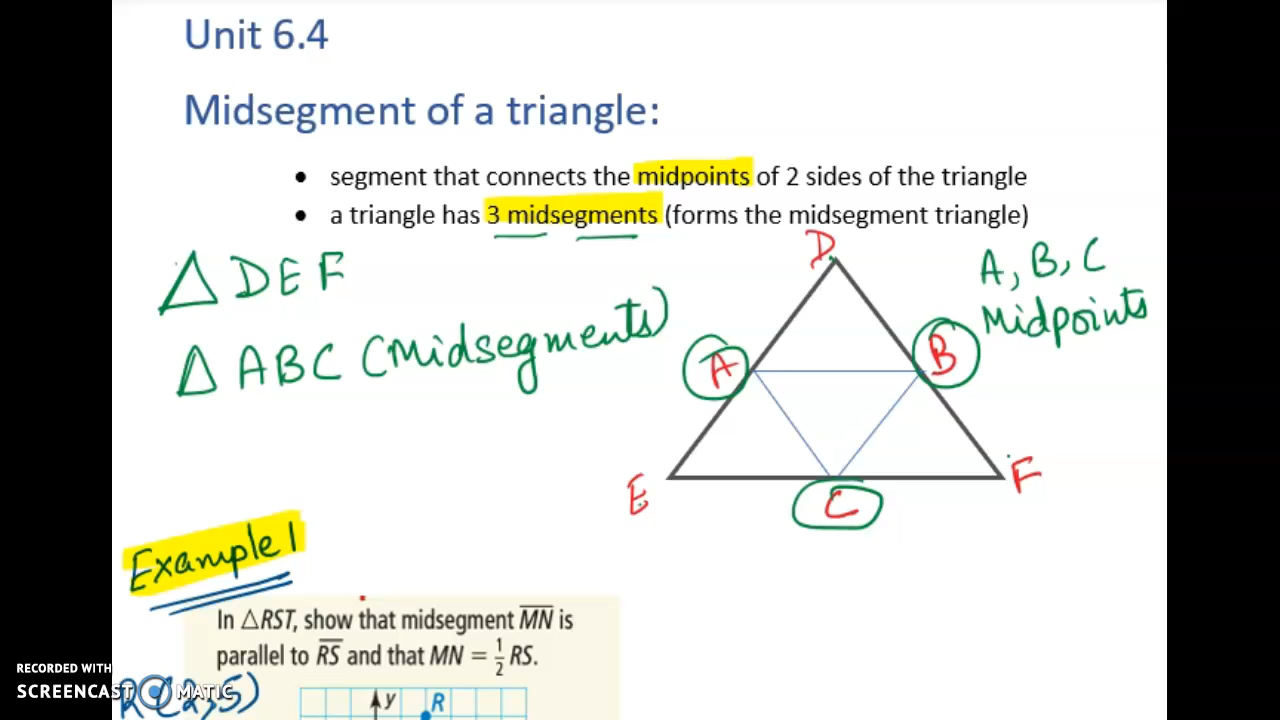 Unit 6.4
Midsegment of a triangle:
• segment that connects the midpoints of 2 sides of the triangle
• a triangle has 3 midsegments (forms the midsegment triangle)
△ DEF
△ ABC (Midsegments)
D
A, B, C
Midpoints
A
B
E
C
F
Example 1
In △RST, show that midsegment MN is
parallel to RS and that MN = 1/2 RS.
RECORDED WITH
SCREENCAST MATIC
R (2,5)
y
R